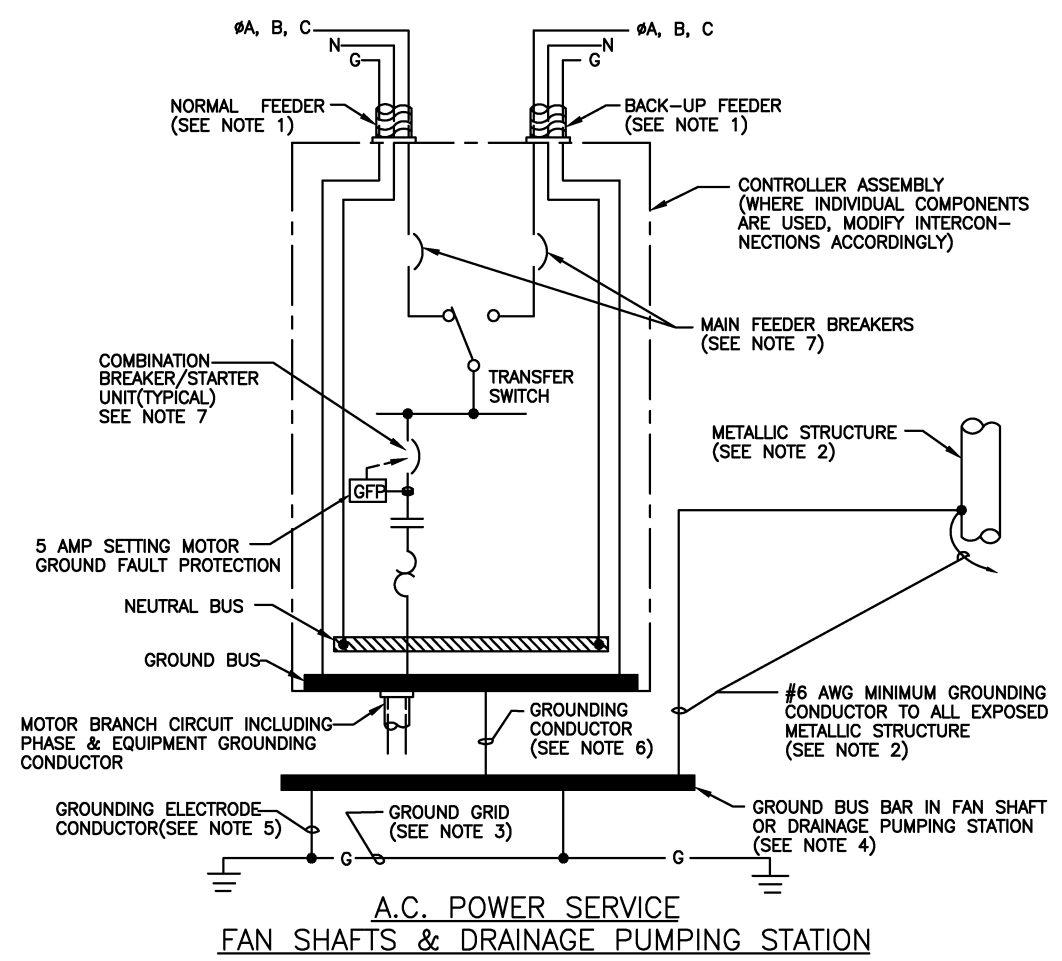 øA, B, C
N
G
øA, B, C
N
G
NORMAL FEEDER
(SEE NOTE 1)
BACK-UP FEEDER
(SEE NOTE 1)
CONTROLLER ASSEMBLY
(WHERE INDIVIDUAL COMPONENTS
ARE USED, MODIFY INTERCON-
NECTIONS ACCORDINGLY)
MAIN FEEDER BREAKERS
(SEE NOTE 7)
COMBINATION
BREAKER/STARTER
UNIT(TYPICAL)
SEE NOTE 7
TRANSFER
SWITCH
METALLIC STRUCTURE
(SEE NOTE 2)
GFP
5 AMP SETTING MOTOR
GROUND FAULT PROTECTION
NEUTRAL BUS
GROUND BUS
MOTOR BRANCH CIRCUIT INCLUDING
PHASE & EQUIPMENT GROUNDING
CONDUCTOR
GROUNDING
CONDUCTOR
(SEE NOTE 6)
#6 AWG MINIMUM GROUNDING
CONDUCTOR TO ALL EXPOSED
METALLIC STRUCTURE
(SEE NOTE 2)
GROUNDING ELECTRODE
CONDUCTOR(SEE NOTE 5)
GROUND GRID
(SEE NOTE 3)
GROUND BUS BAR IN FAN SHAFT
OR DRAINAGE PUMPING STATION
(SEE NOTE 4)
G
G
A.C. POWER SERVICE
FAN SHAFTS & DRAINAGE PUMPING STATION